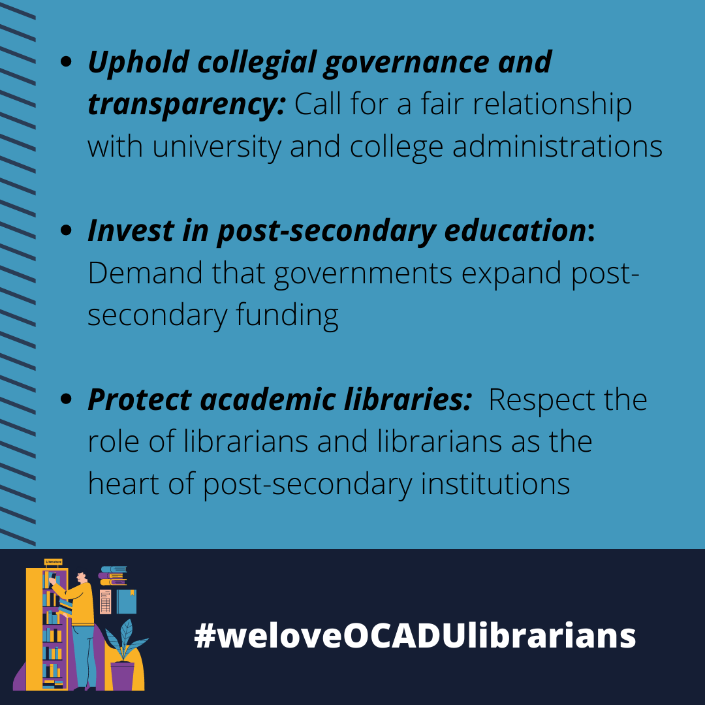 • Uphold collegial governance and
transparency: Call for a fair relationship
with university and college administrations
• Invest in post-secondary education:
Demand that governments expand post-
secondary funding
• Protect academic libraries: Respect the
role of librarians and librarians as the
heart of post-secondary institutions
#weloveOCADUlibrarians